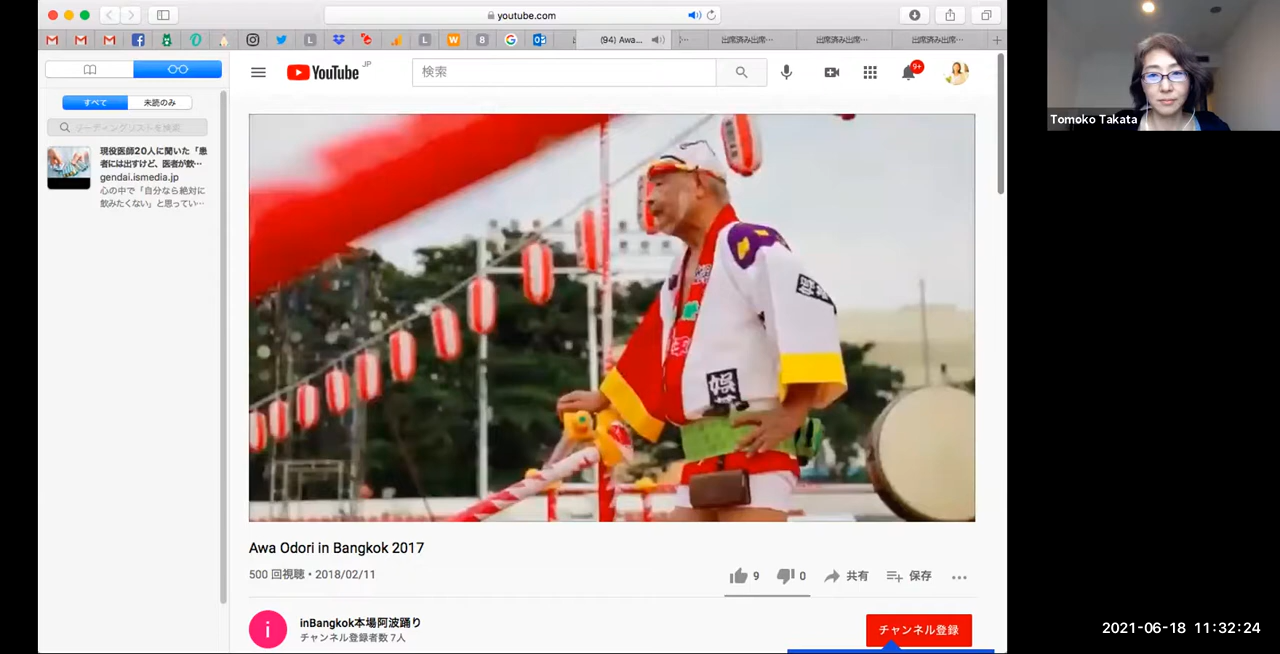 youtube.com
(94) Awa...
出席済み出席…
出席済み出席…
出席済み出席…
YouTube JP
検索
9+
すべて
未読のみ
リーディングリストを検索
現役医師20人に聞いた「患
者には出すけど、医者が飲…
gendai.ismedia.jp
心の中で「自分なら絶対に
飲みたくない」と思ってい…
娯
Awa Odori in Bangkok 2017
500 回視聴・2018/02/11
9
0
共有
保存
i
inBangkok本場阿波踊り
チャンネル登録者数 7人
チャンネル登録
Tomoko Takata
2021-06-18 11:32:24